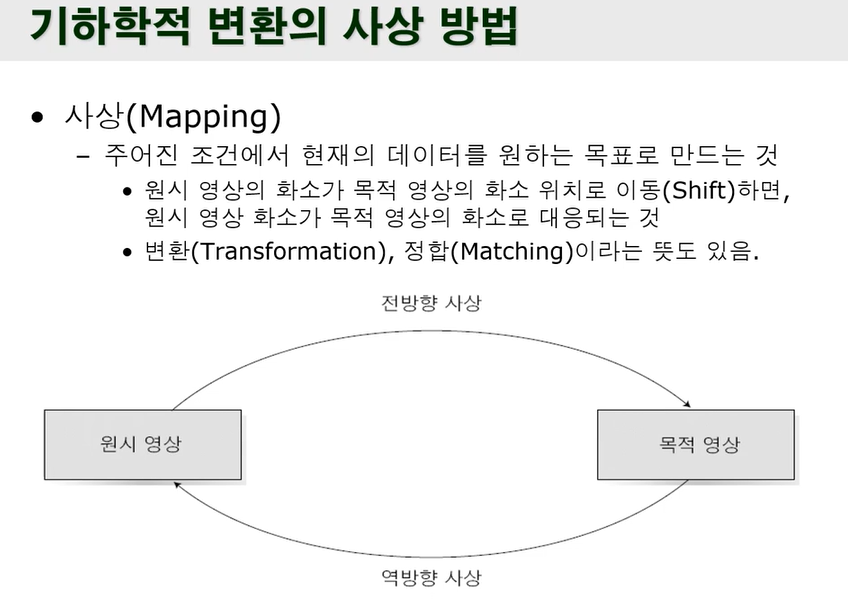 기하학적 변환의 사상 방법
• 사상(Mapping)
– 주어진 조건에서 현재의 데이터를 원하는 목표로 만드는 것
• 원시 영상의 화소가 목적 영상의 화소 위치로 이동(Shift)하면,
원시 영상 화소가 목적 영상의 화소로 대응되는 것
• 변환(Transformation), 정합(Matching)이라는 뜻도 있음.
전방향 사상
원시 영상
목적 영상
역방향 사상